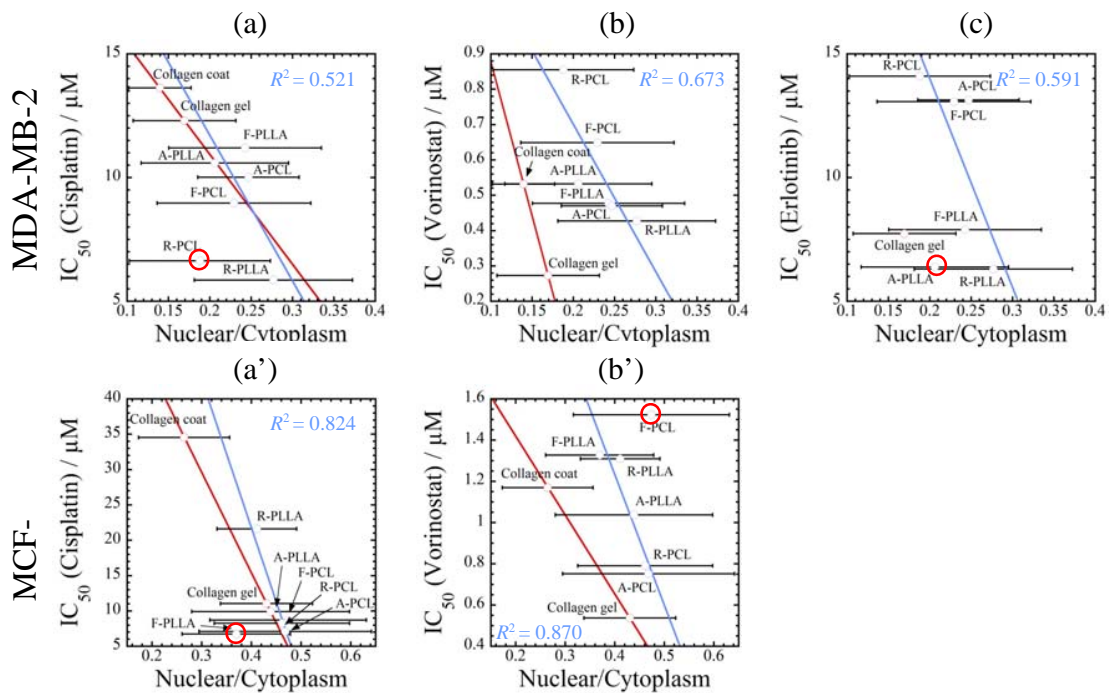 (a)
(b)
(c)
MDA-MB-2
IC50 (Cisplatin) / μM
15
10
5
Collagen coat
R2 = 0.521
Collagen gel
F-PLLA
A-PLLA
A-PCL
F-PCL
R-PCL
R-PLLA
0.1 0.15 0.2 0.25 0.3 0.35 0.4
Nuclear/Cytoplasm
IC50 (Vorinostat) / μM
0.9
0.8
0.7
0.6
0.5
0.4
0.3
0.2
R-PCL
R2 = 0.673
F-PCL
Collagen coat
A-PLLA
F-PLLA
A-PCL
R-PLLA
Collagen gel
0.1 0.15 0.2 0.25 0.3 0.35 0.4
Nuclear/Cytoplasm
IC50 (Erlotinib) / μM
15
10
5
R-PCL
R2 = 0.591
A-PCL
F-PCL
F-PLLA
Collagen gel
A-PLLA
R-PLLA
0.1 0.15 0.2 0.25 0.3 0.35 0.4
Nuclear/Cytoplasm
(a’)
(b’)
MCF-
IC50 (Cisplatin) / μM
40
35
30
25
20
15
10
5
Collagen coat
R2 = 0.824
R-PLLA
A-PLLA
F-PCL
Collagen gel
R-PCL
A-PCL
F-PLLA
0.2 0.3 0.4 0.5 0.6
Nuclear/Cytoplasm
IC50 (Vorinostat) / μM
1.6
1.4
1.2
1
0.8
0.6
0.4
F-PCL
F-PLLA
R-PLLA
Collagen coat
A-PLLA
R-PCL
A-PCL
Collagen gel
R2 = 0.870
0.2 0.3 0.4 0.5 0.6
Nuclear/Cytoplasm